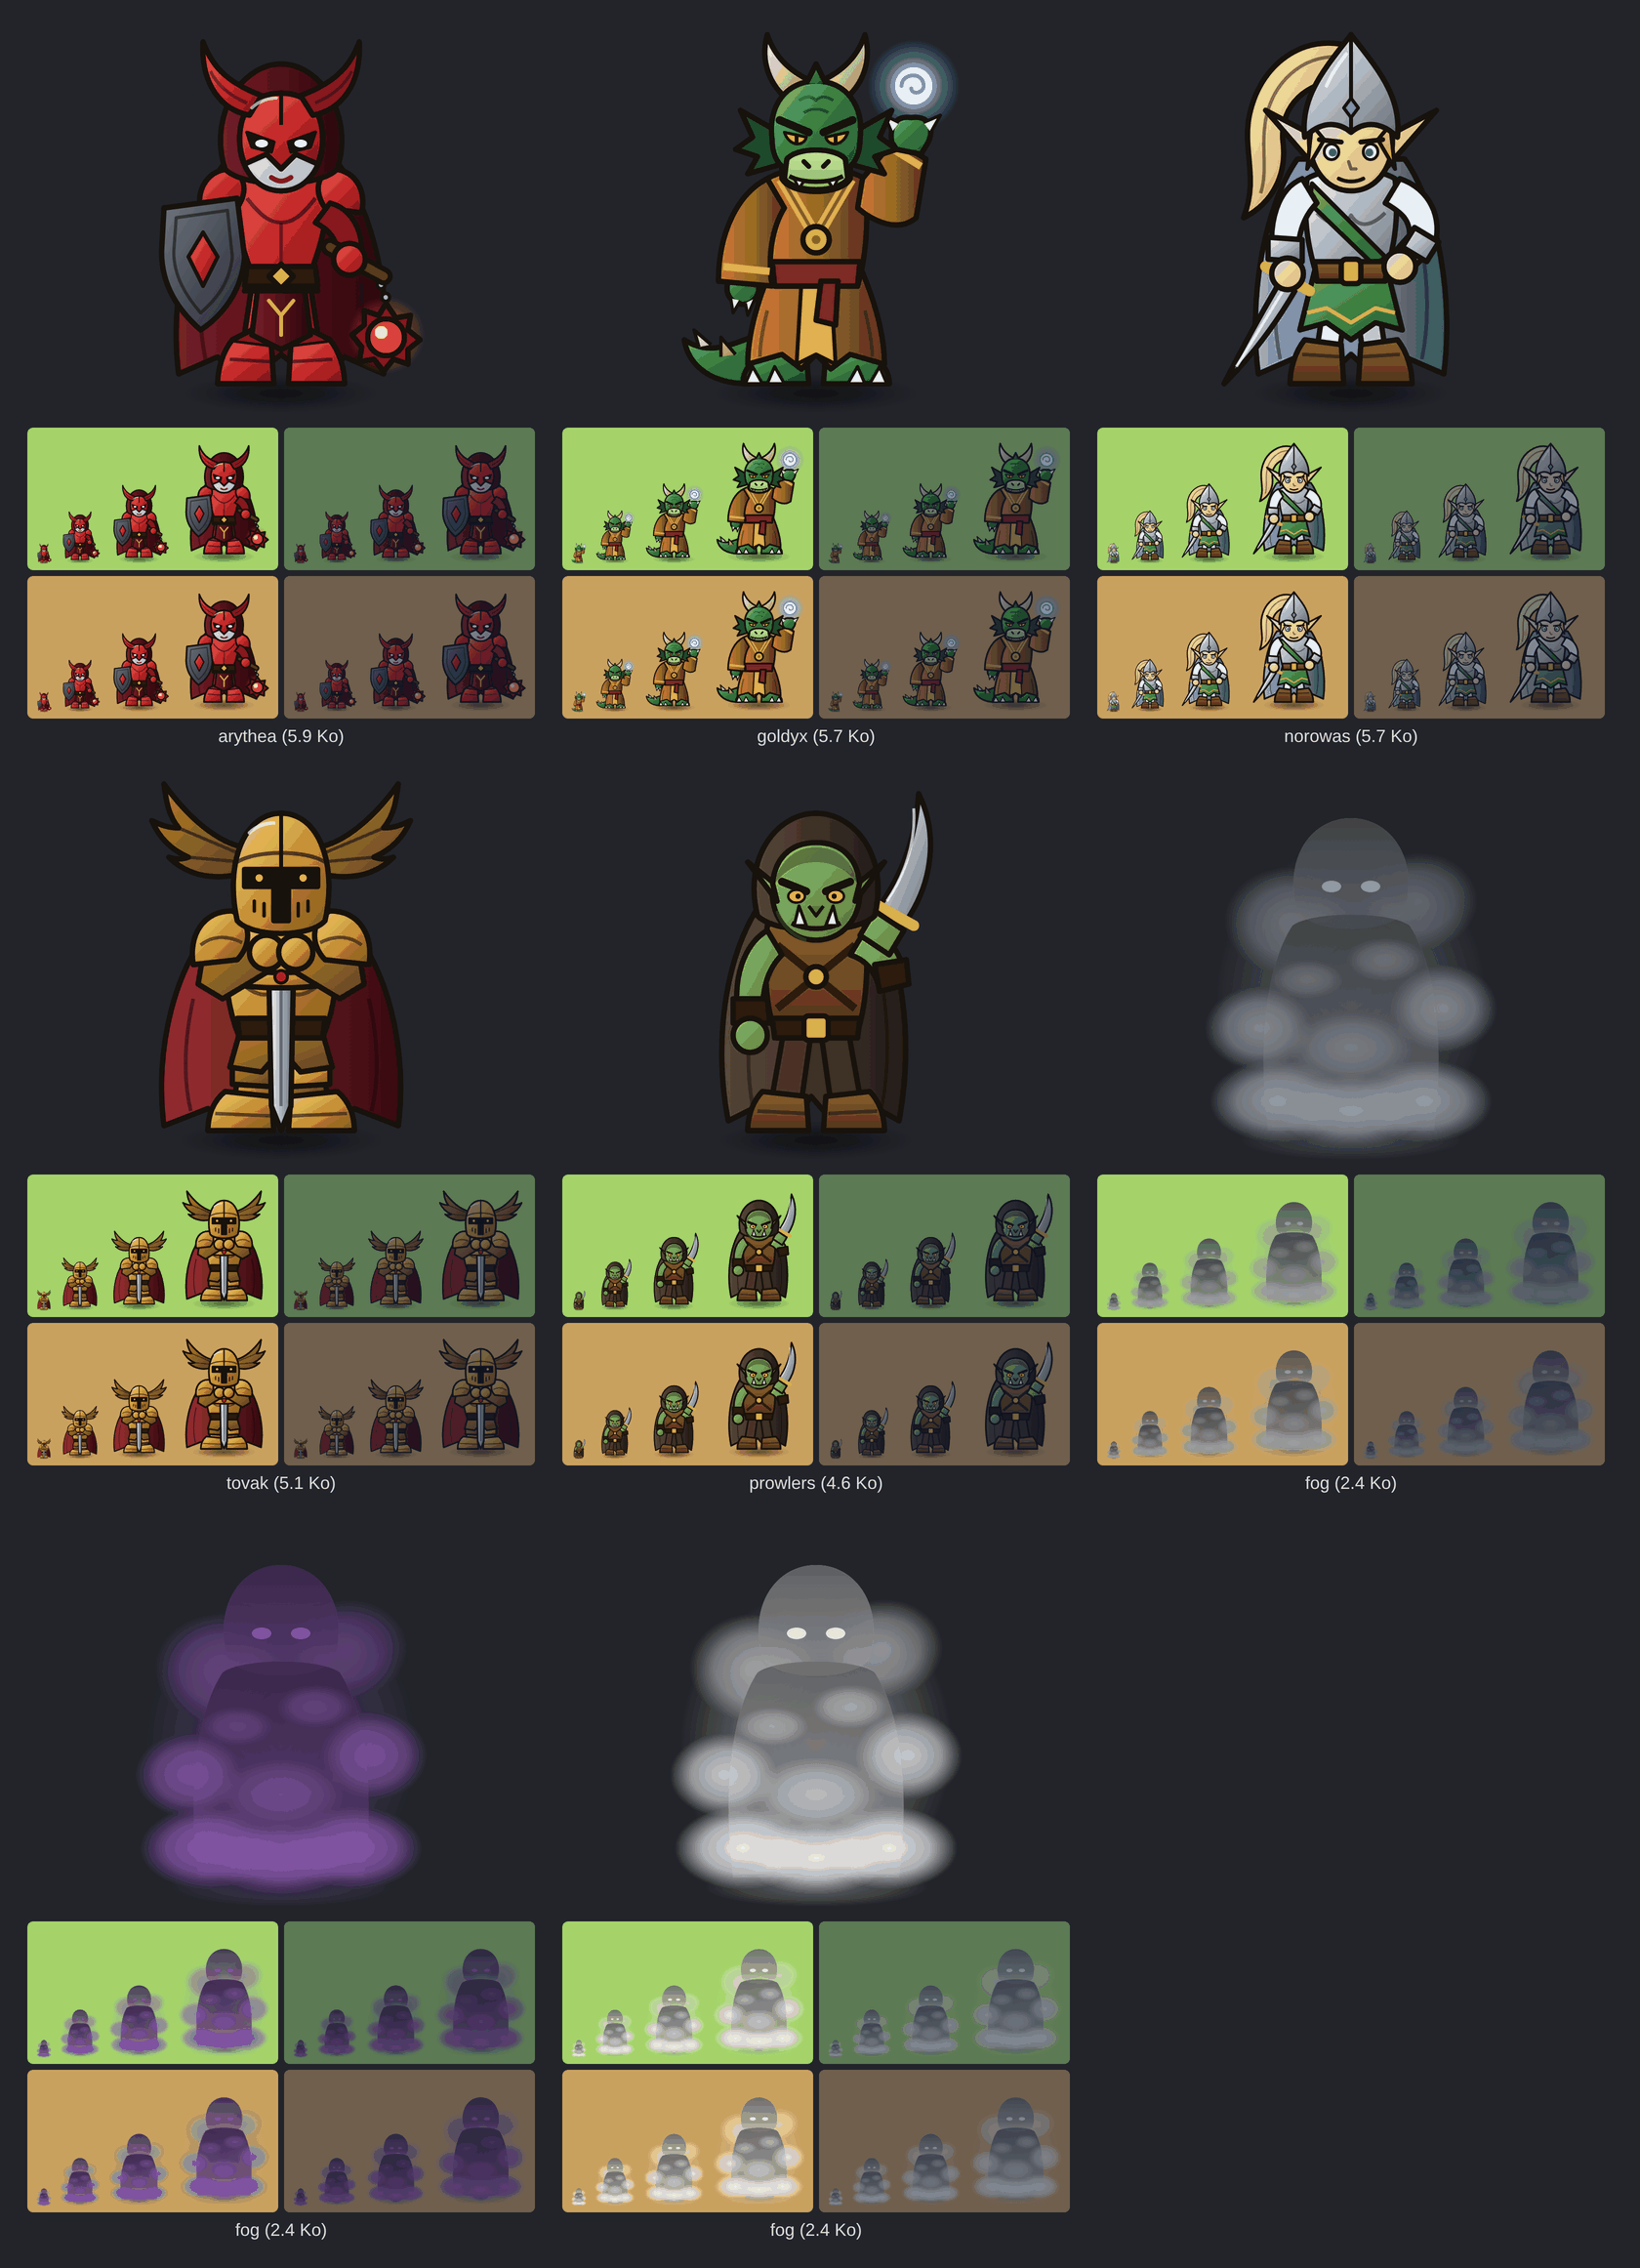 arythea (5.9 Ko)
goldyx (5.7 Ko)
norowas (5.7 Ko)
tovak (5.1 Ko)
prowlers (4.6 Ko)
fog (2.4 Ko)
fog (2.4 Ko)
fog (2.4 Ko)